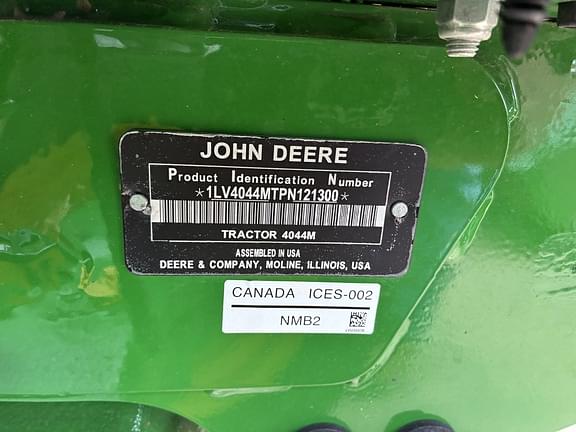 JOHN DEERE
Product Identification Number
*1LV4044MTPN121300*
TRACTOR 4044M
ASSEMBLED IN USA
DEERE & COMPANY, MOLINE, ILLINOIS, USA
CANADA ICES-002
NMB2